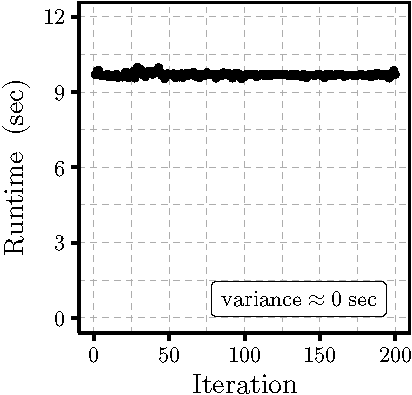 12
9
6
3
0
Runtime (sec)
variance ≈ 0 sec
0 50 100 150 200
Iteration